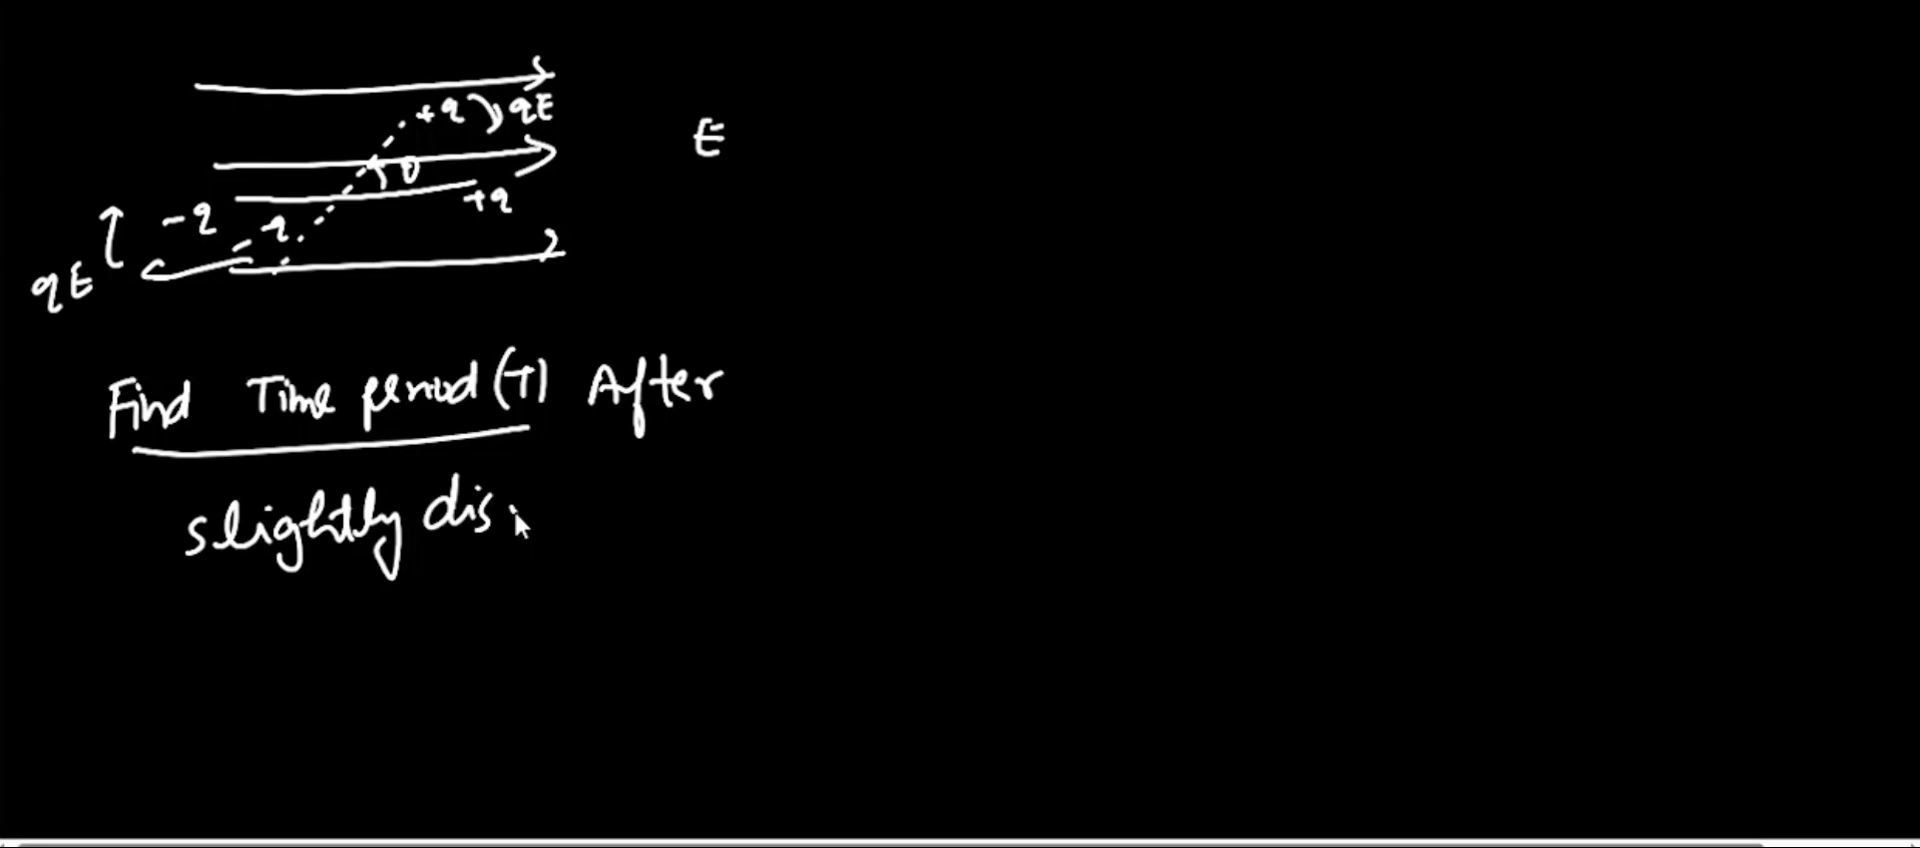 +q qE
E
θ
+q
-q -q
qE
Find Time period (T) After
slightly dis